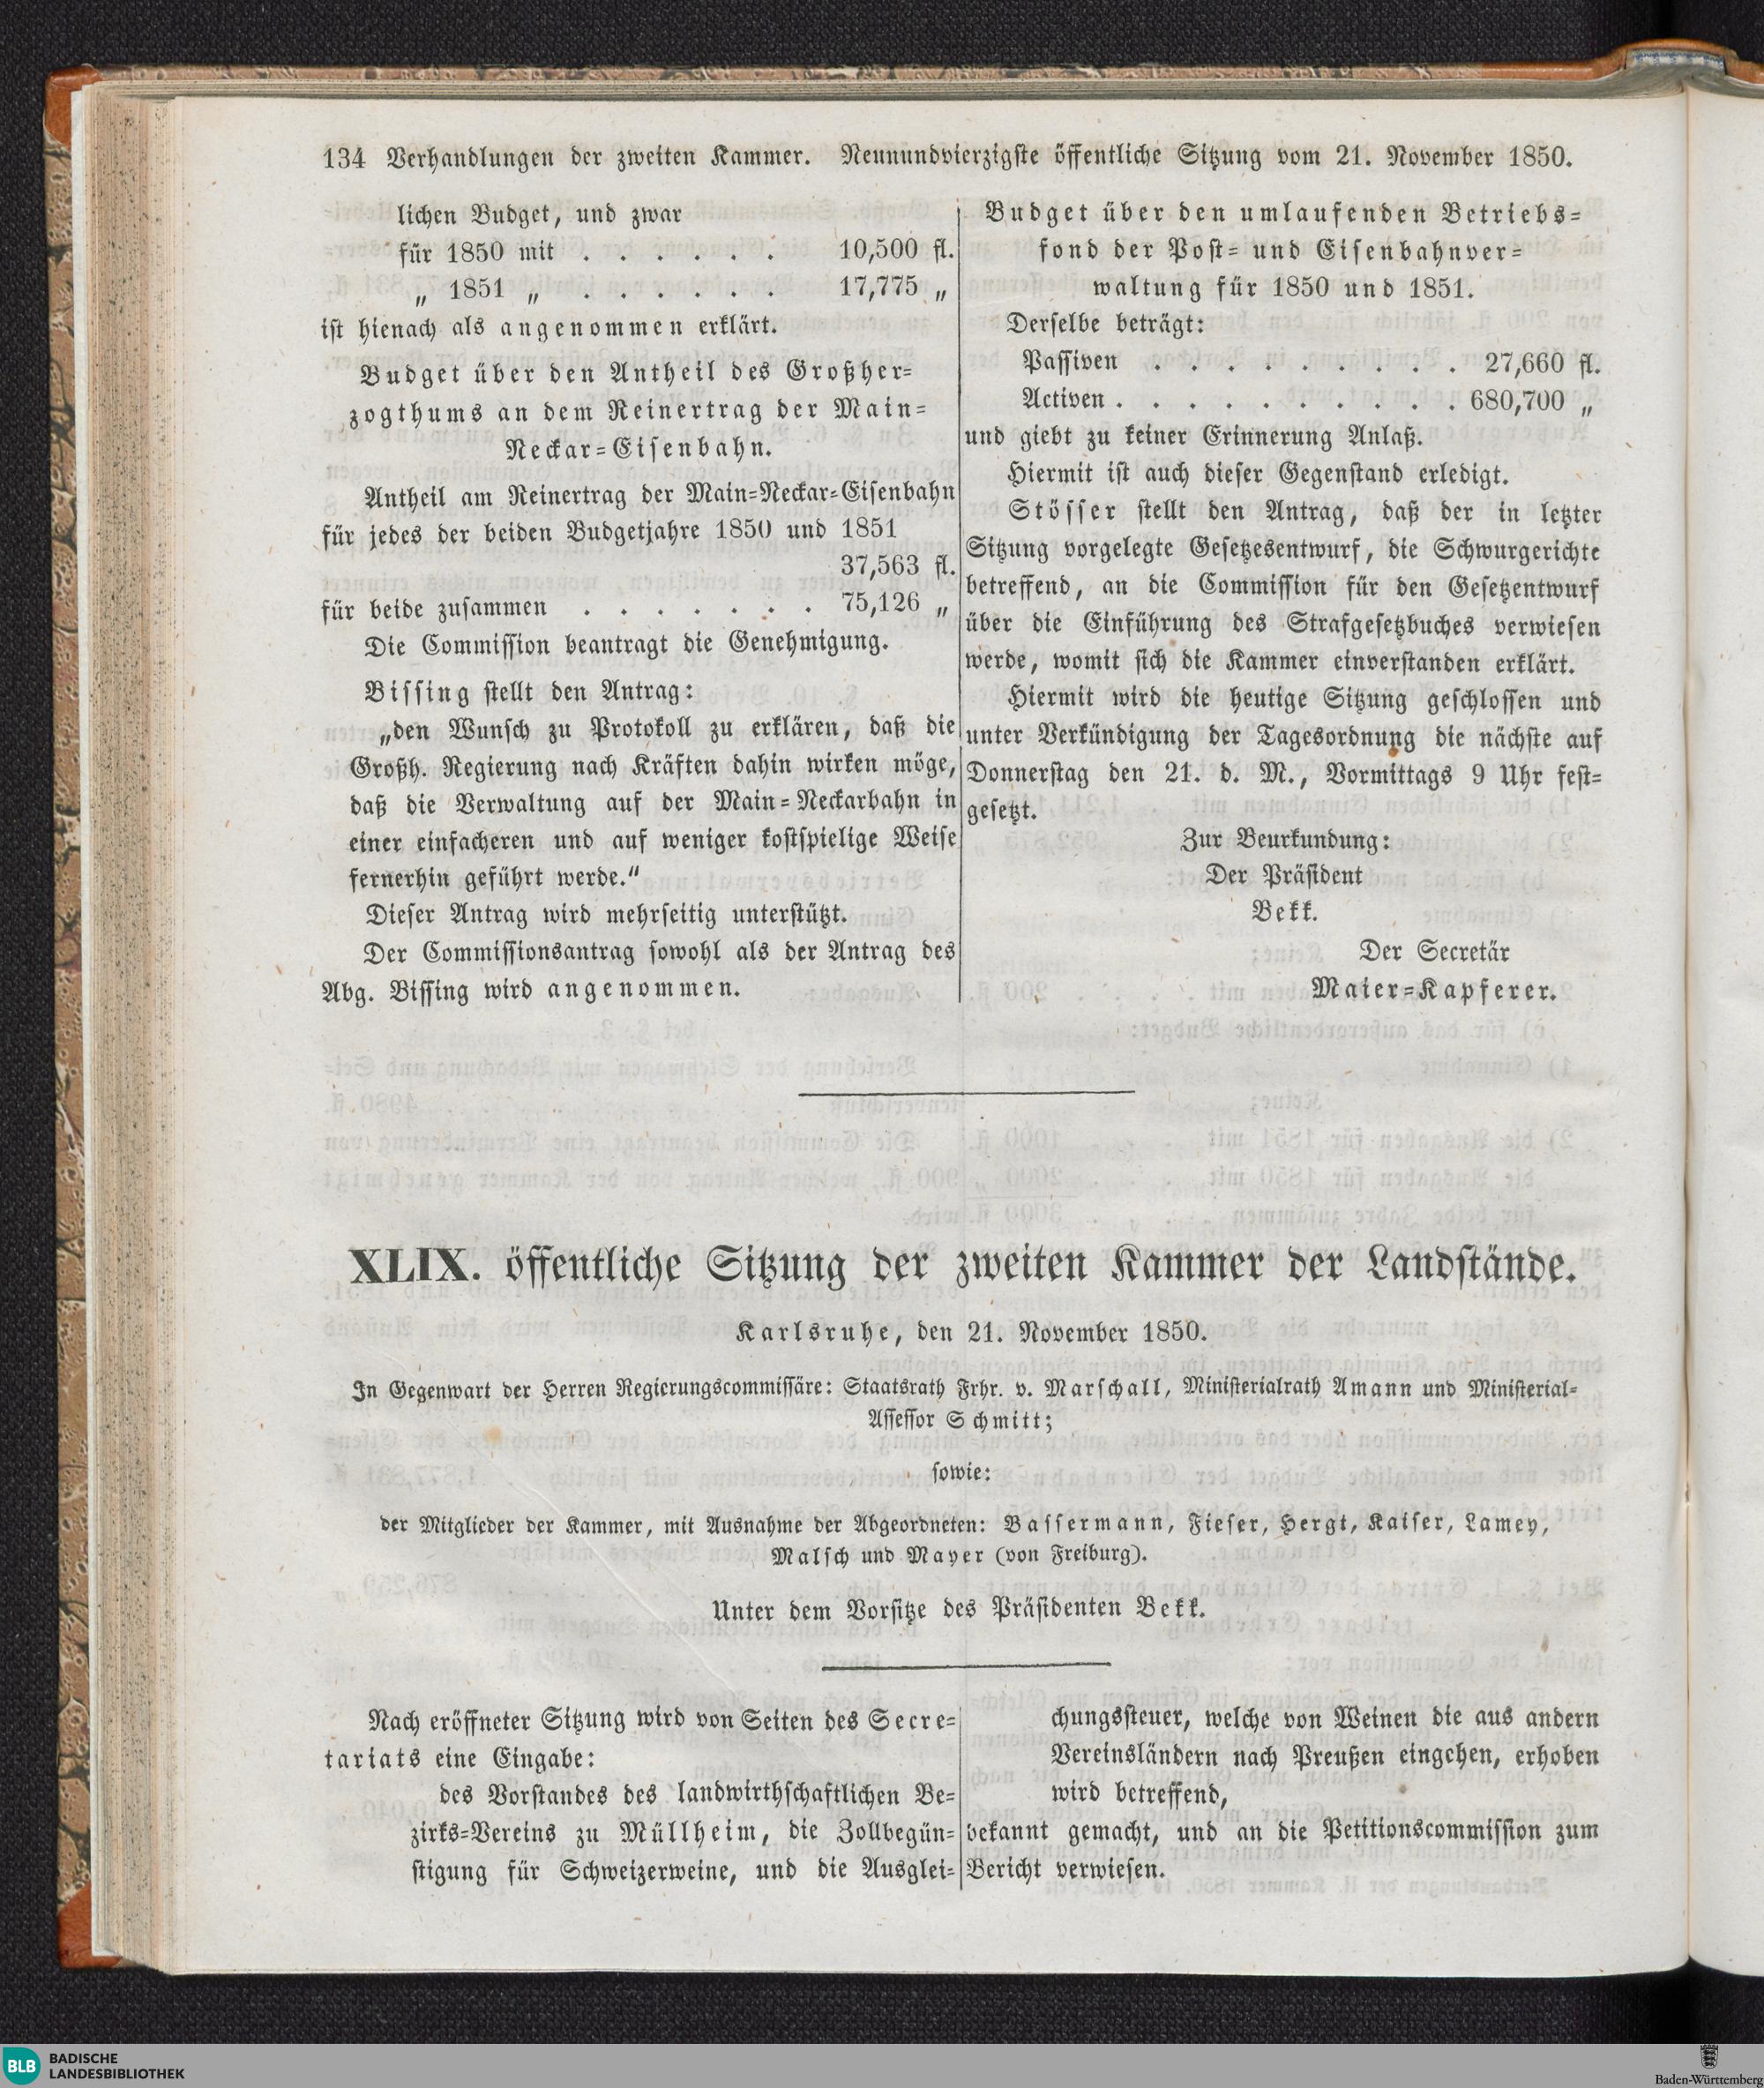 134 Verhandlungen der zweiten Kammer. Neunundvierzigste öffentliche Sitzung vom 21. November 1850.
lichen Budget, und zwar
für 1850 mit . . . . . . 10,500 fl.
„ 1851 „ . . . . . . 17,775 „
ist hienach als angenommen erklärt.
Budget über den Antheil des Großher=
zogthums an dem Reinertrag der Main=
Neckar=Eisenbahn.
Antheil am Reinertrag der Main=Neckar=Eisenbahn
für jedes der beiden Budgetjahre 1850 und 1851
37,563 fl.
für beide zusammen . . . . . . . 75,126 „
Die Commission beantragt die Genehmigung.
Bissing stellt den Antrag:
„den Wunsch zu Protokoll zu erklären, daß die
Großh. Regierung nach Kräften dahin wirken möge,
daß die Verwaltung auf der Main=Neckarbahn in
einer einfacheren und auf weniger kostspielige Weise
fernerhin geführt werde.“
Dieser Antrag wird mehrseitig unterstützt.
Der Commissionsantrag sowohl als der Antrag des
Abg. Bissing wird angenommen.
Budget über den umlaufenden Betriebs=
fond der Post= und Eisenbahnver=
waltung für 1850 und 1851.
Derselbe beträgt:
Passiven . . . . . . . . . 27,660 fl.
Activen . . . . . . . . . . 680,700 „
und giebt zu keiner Erinnerung Anlaß.
Hiermit ist auch dieser Gegenstand erledigt.
Stösser stellt den Antrag, daß der in letzter
Sitzung vorgelegte Gesetzesentwurf, die Schwurgerichte
betreffend, an die Commission für den Gesetzentwurf
über die Einführung des Strafgesetzbuches verwiesen
werde, womit sich die Kammer einverstanden erklärt.
Hiermit wird die heutige Sitzung geschlossen und
unter Verkündigung der Tagesordnung die nächste auf
Donnerstag den 21. d. M., Vormittags 9 Uhr fest=
gesetzt.
Zur Beurkundung:
Der Präsident
Bekk.
Der Secretär
Maier=Kapferer.
XLIX. öffentliche Sitzung der zweiten Kammer der Landstände.
Karlsruhe, den 21. November 1850.
In Gegenwart der Herren Regierungscommissäre: Staatsrath Frhr. v. Marschall, Ministerialrath Amann und Ministerial=
Assessor Schmitt;
sowie:
der Mitglieder der Kammer, mit Ausnahme der Abgeordneten: Bassermann, Fieser, Hergt, Kaiser, Lamey,
Malsch und Mayer (von Freiburg).
Unter dem Vorsitze des Präsidenten Bekk.
Nach eröffneter Sitzung wird von Seiten des Secre=
tariats eine Eingabe:
des Vorstandes des landwirthschaftlichen Be=
zirks=Vereins zu Müllheim, die Zollbegün=
stigung für Schweizerweine, und die Ausglei=
chungssteuer, welche von Weinen die aus andern
Vereinsländern nach Preußen eingehen, erhoben
wird betreffend,
bekannt gemacht, und an die Petitionscommission zum
Bericht verwiesen.
BLB BADISCHE
LANDESBIBLIOTHEK
Baden-Württemberg